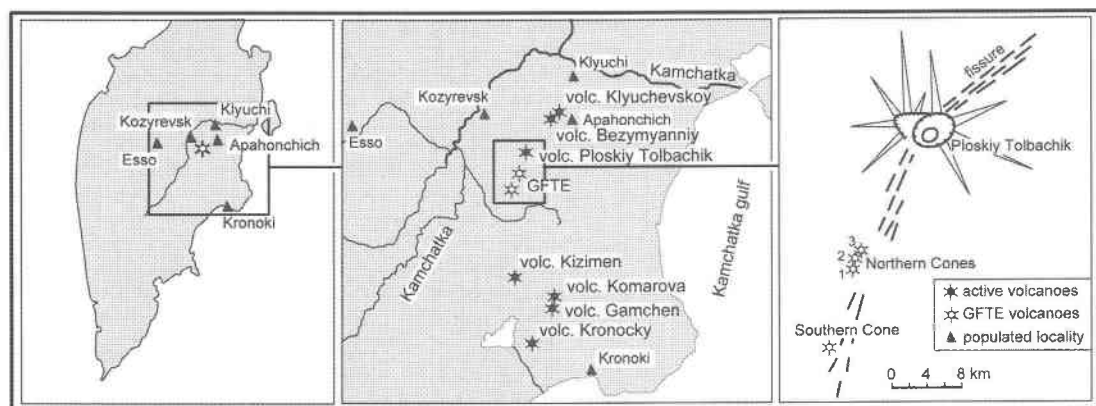 Klyuchi
Kozyrevsk
Apahonchich
Esso
Kronoki
Klyuchi
Kamchatka
Kozyrevsk
volc. Klyuchevskoy
Apahonchich
Esso
volc. Bezymyanniy
volc. Ploskiy Tolbachik
GFTE
Kamchatka
Kamchatka gulf
volc. Kizimen
volc. Komarova
volc. Gamchen
volc. Kronocky
Kronoki
fissure
Ploskiy Tolbachik
3
2
1
Northern Cones
Southern Cone
active volcanoes
GFTE volcanoes
populated locality
0 4 8 km